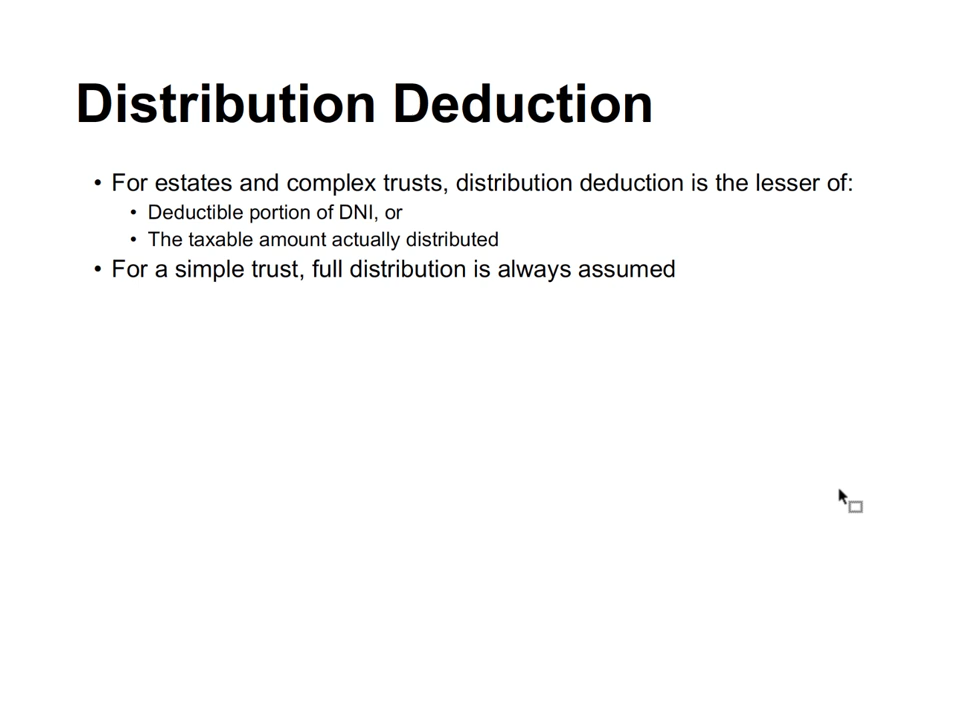 Distribution Deduction
• For estates and complex trusts, distribution deduction is the lesser of:
• Deductible portion of DNI, or
• The taxable amount actually distributed
• For a simple trust, full distribution is always assumed